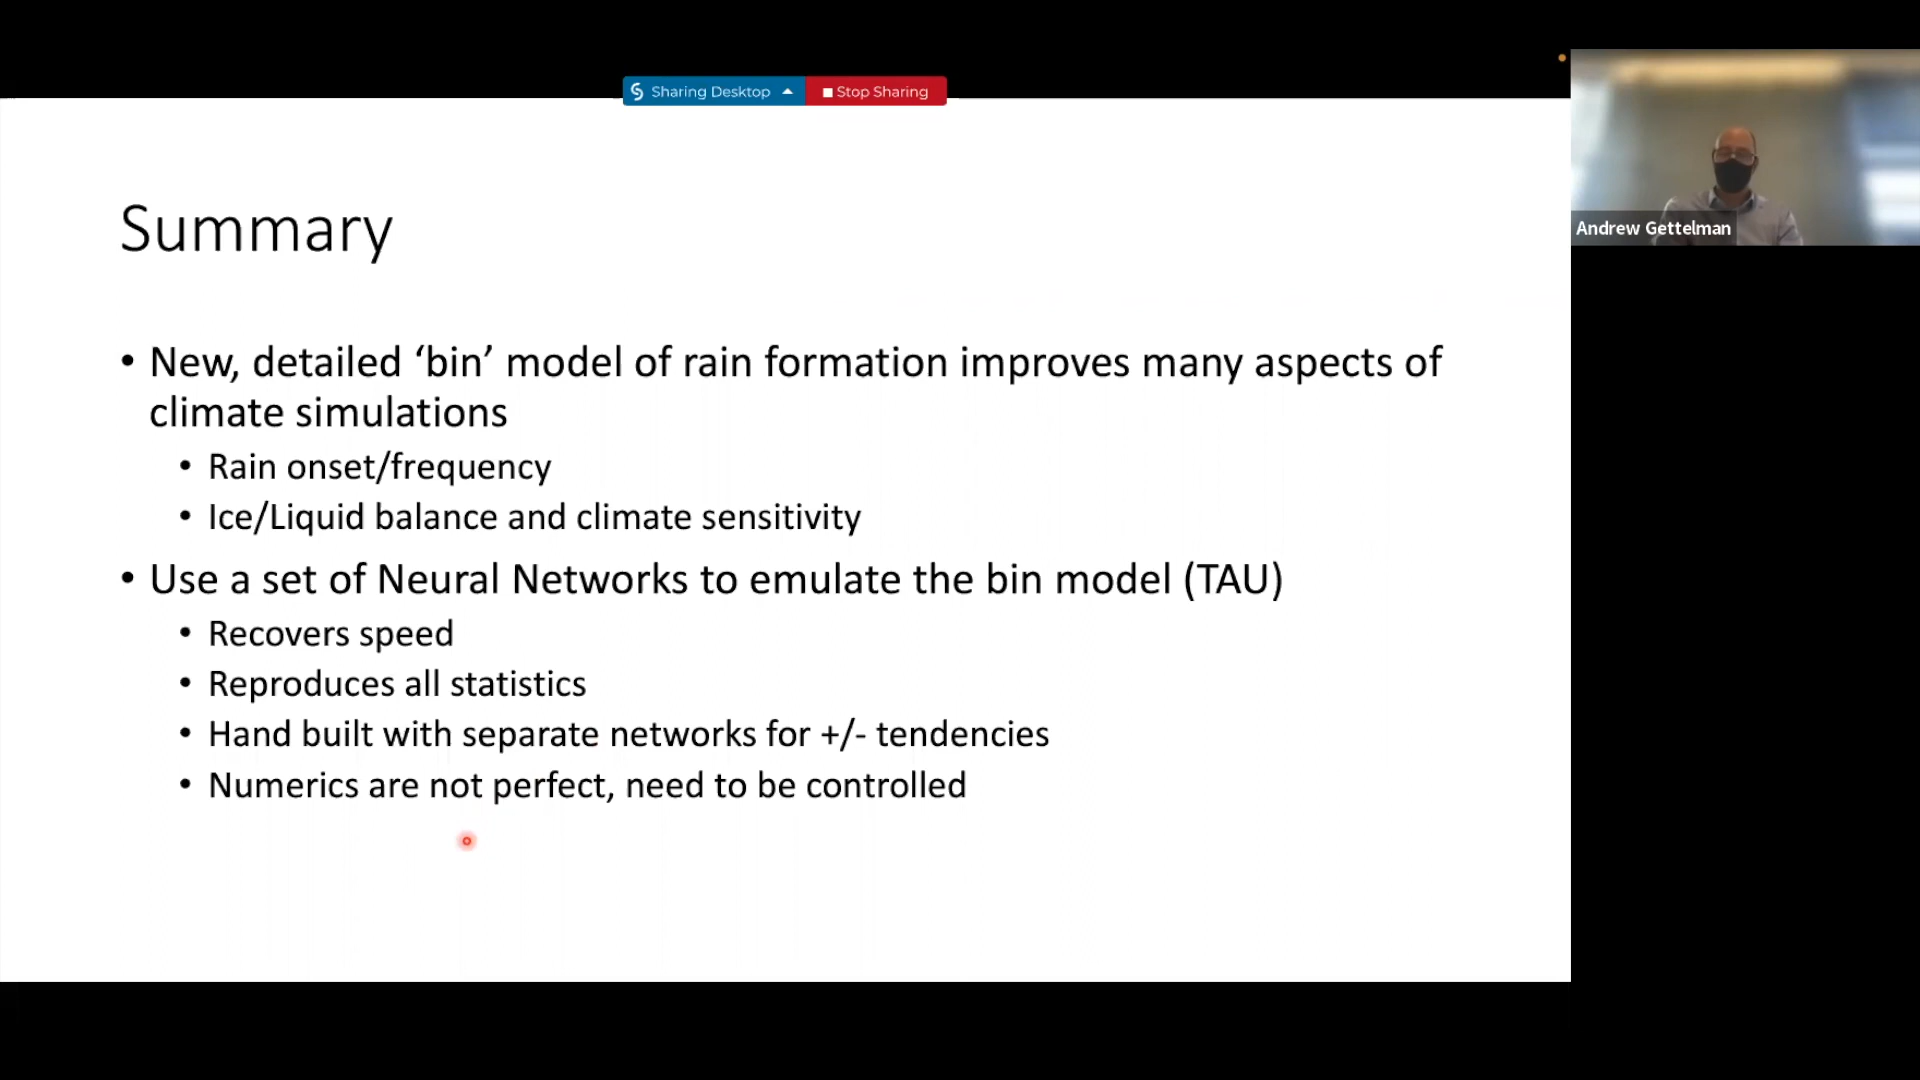 Sharing Desktop
Stop Sharing
Andrew Gettelman
Summary
• New, detailed ‘bin’ model of rain formation improves many aspects of
climate simulations
• Rain onset/frequency
• Ice/Liquid balance and climate sensitivity
• Use a set of Neural Networks to emulate the bin model (TAU)
• Recovers speed
• Reproduces all statistics
• Hand built with separate networks for +/- tendencies
• Numerics are not perfect, need to be controlled